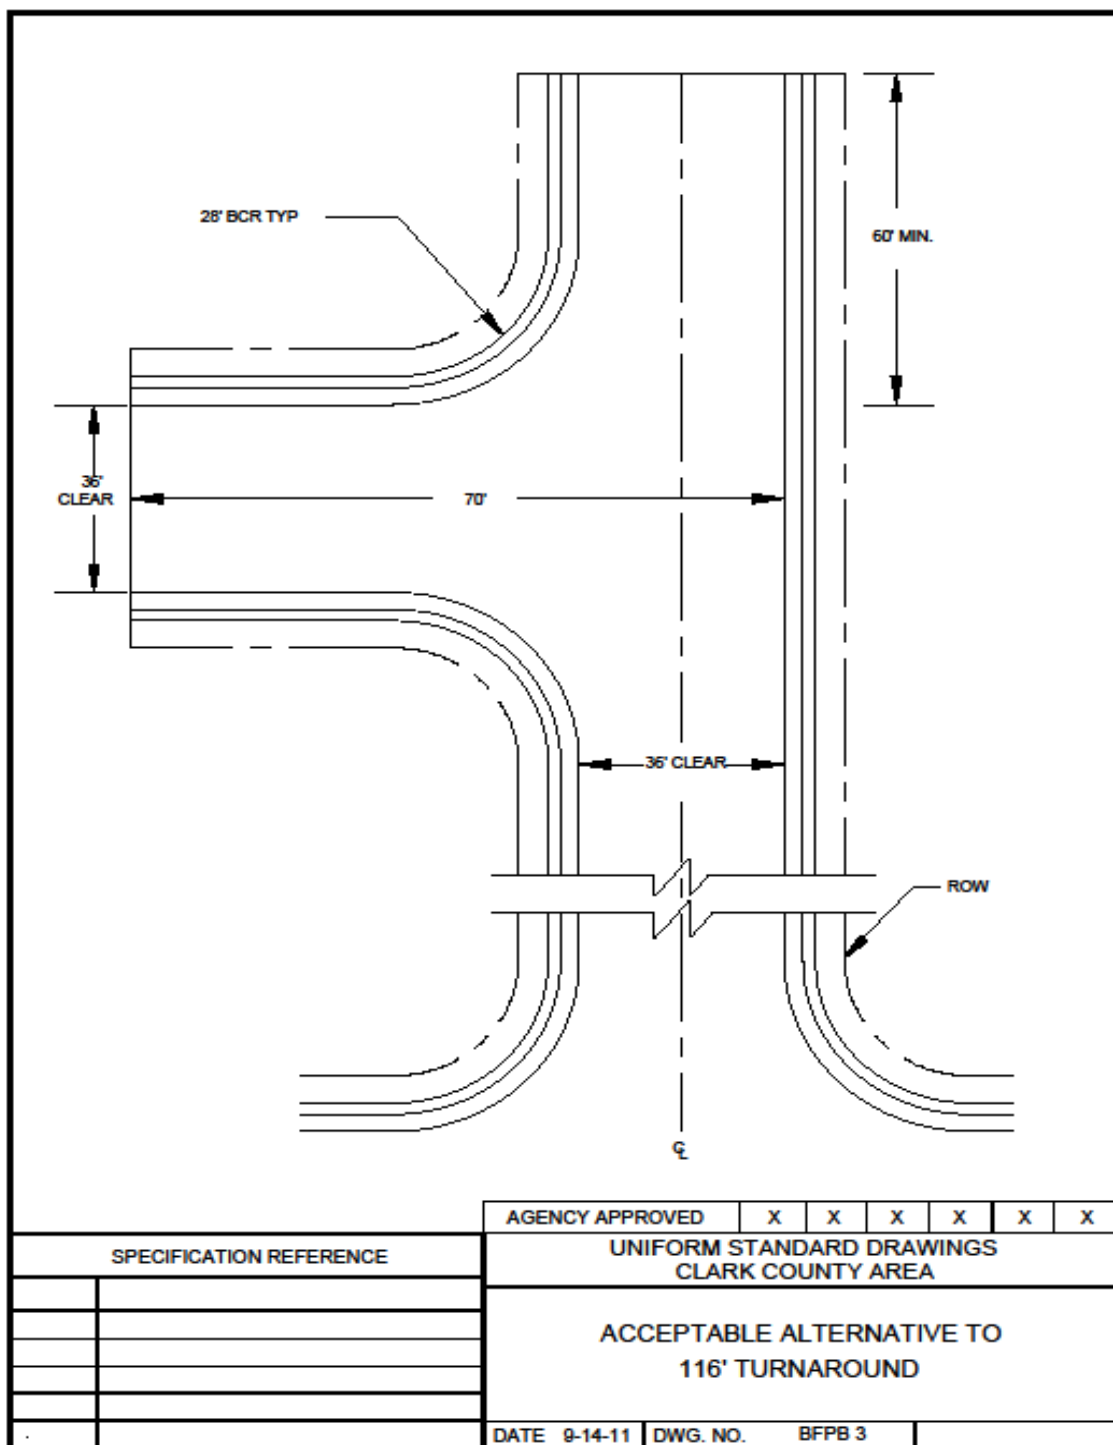 28' BCR TYP
60' MIN.
36'
CLEAR
70'
36' CLEAR
ROW
℄
AGENCY APPROVED X X X X X X
SPECIFICATION REFERENCE
UNIFORM STANDARD DRAWINGS
CLARK COUNTY AREA
ACCEPTABLE ALTERNATIVE TO
116' TURNAROUND
DATE 9-14-11 DWG. NO. BFPB 3